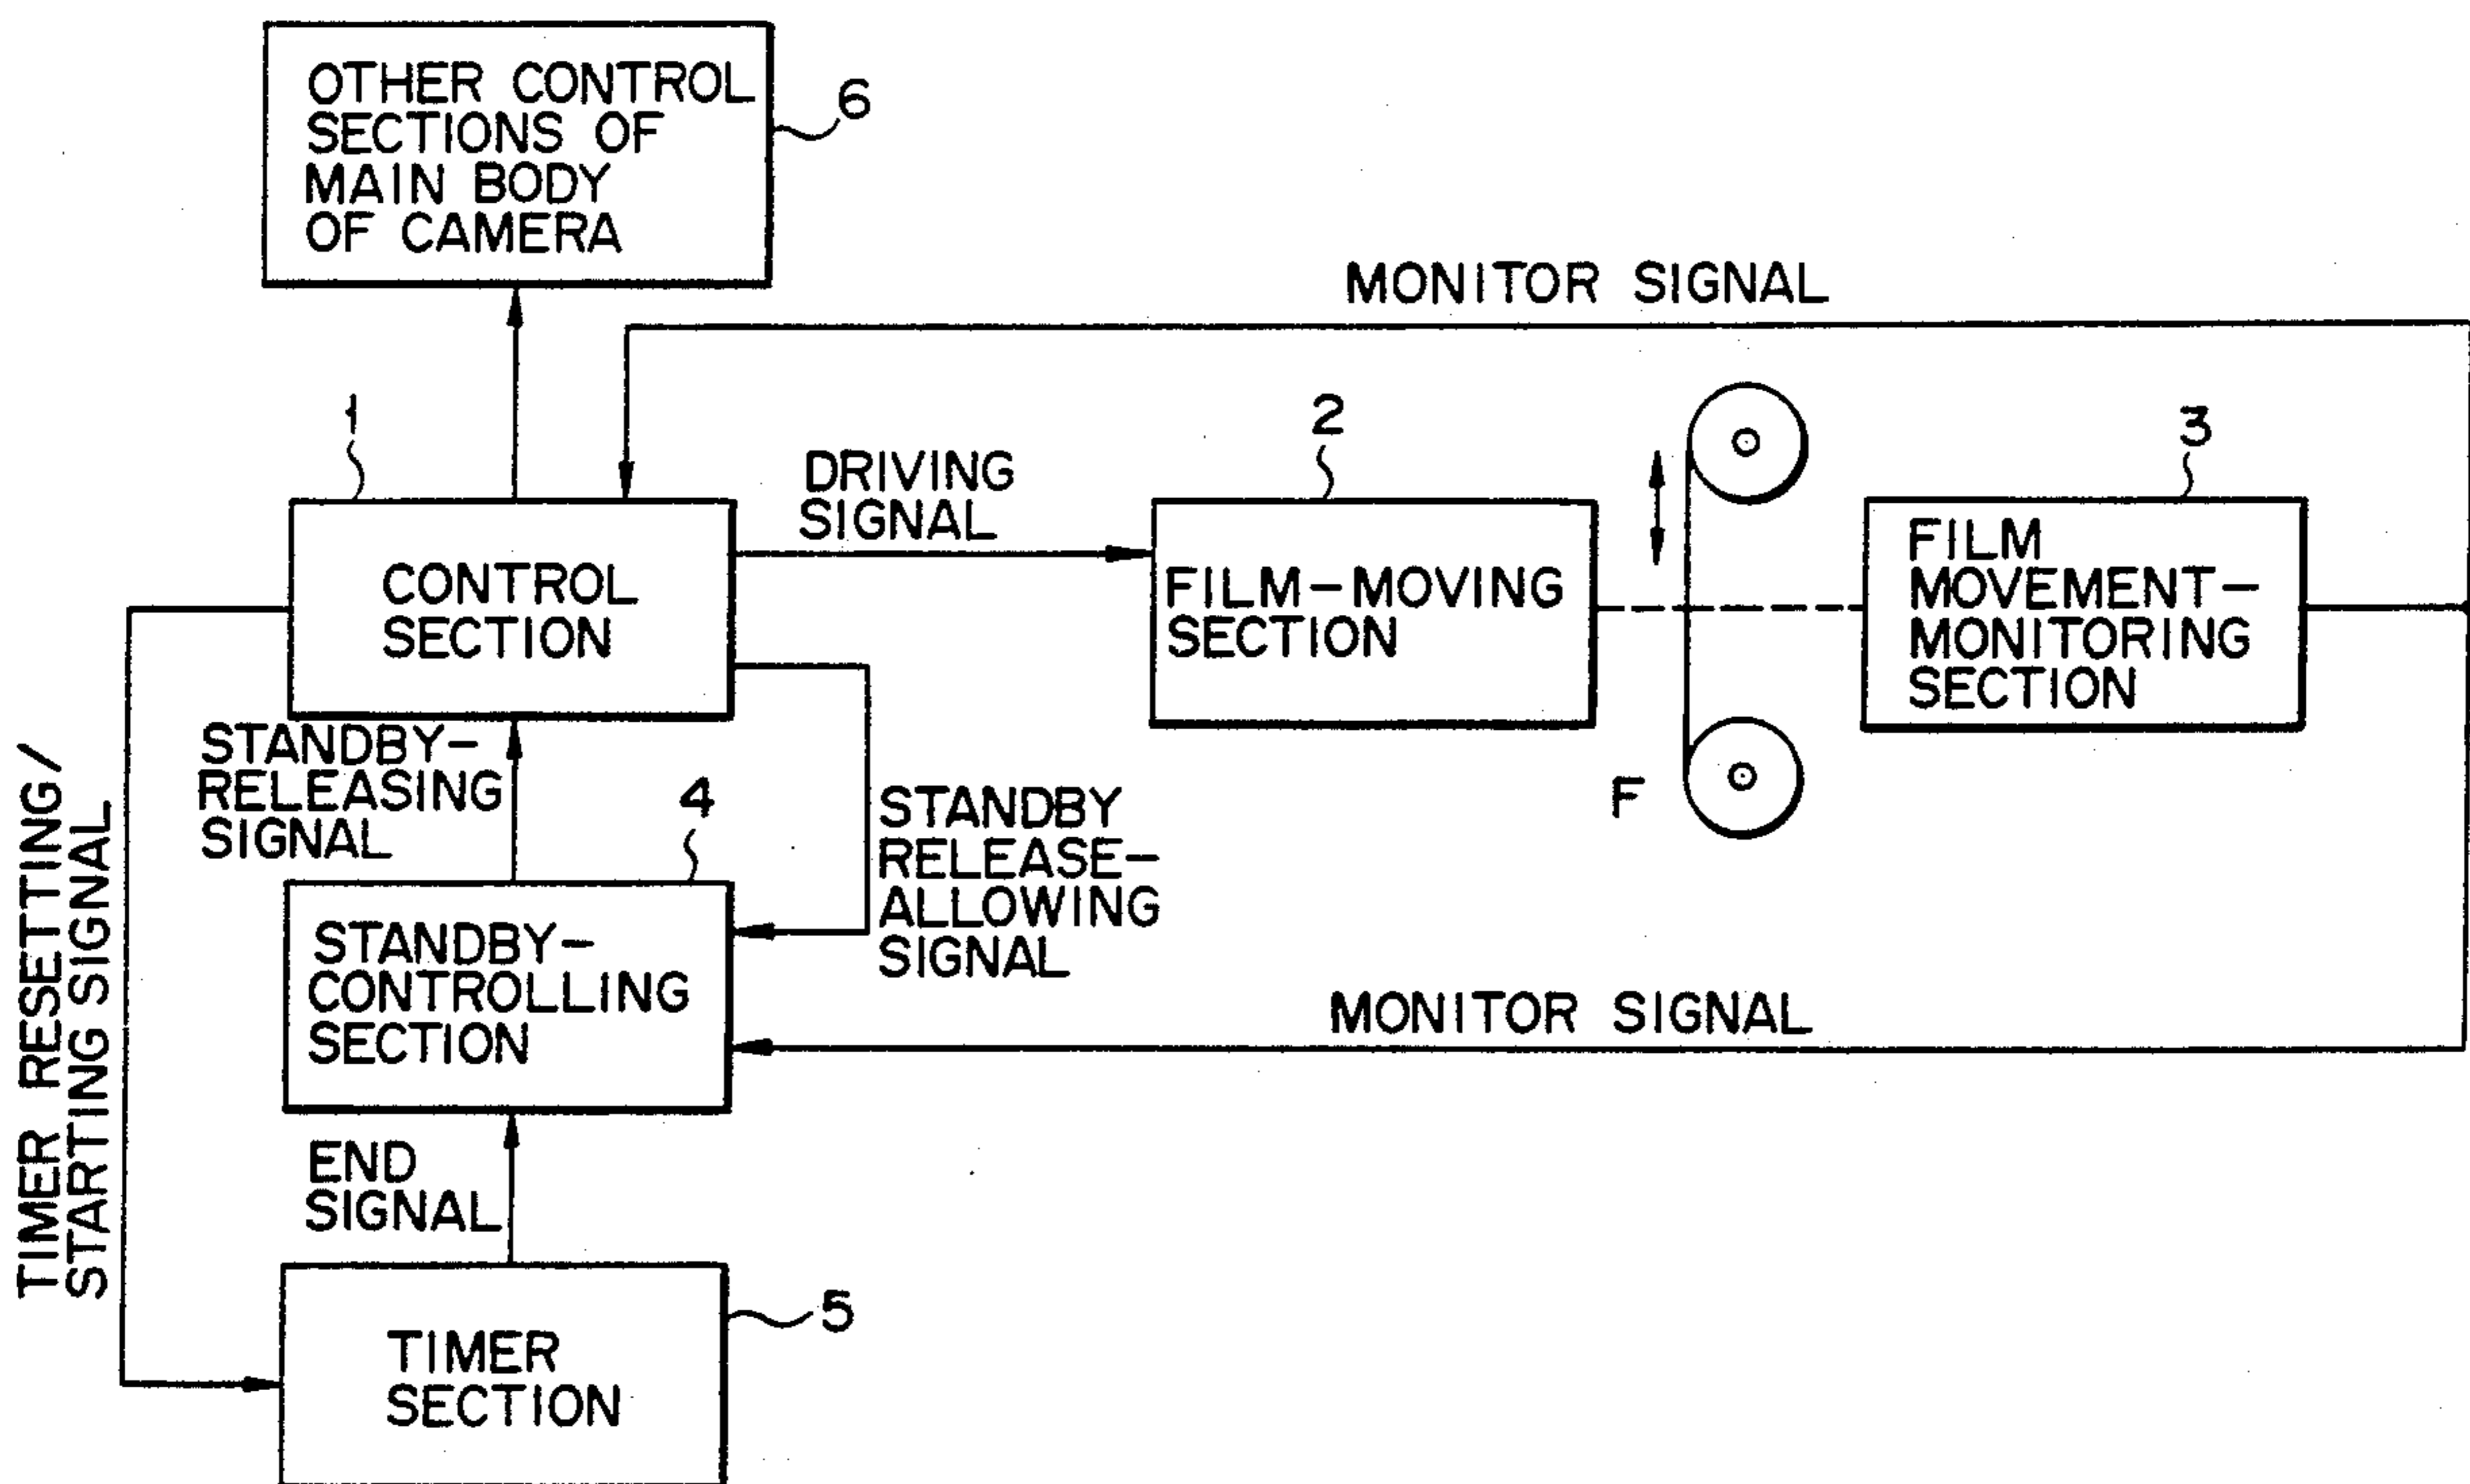 OTHER CONTROL
SECTIONS OF
MAIN BODY
OF CAMERA
6
MONITOR SIGNAL
1
DRIVING
SIGNAL
2
3
CONTROL
SECTION
FILM-MOVING
SECTION
FILM
MOVEMENT-
MONITORING
SECTION
STANDBY-
RELEASING
SIGNAL
4
STANDBY
RELEASE-
ALLOWING
SIGNAL
F
TIMER RESETTING/
STARTING SIGNAL
STANDBY-
CONTROLLING
SECTION
MONITOR SIGNAL
END
SIGNAL
5
TIMER
SECTION